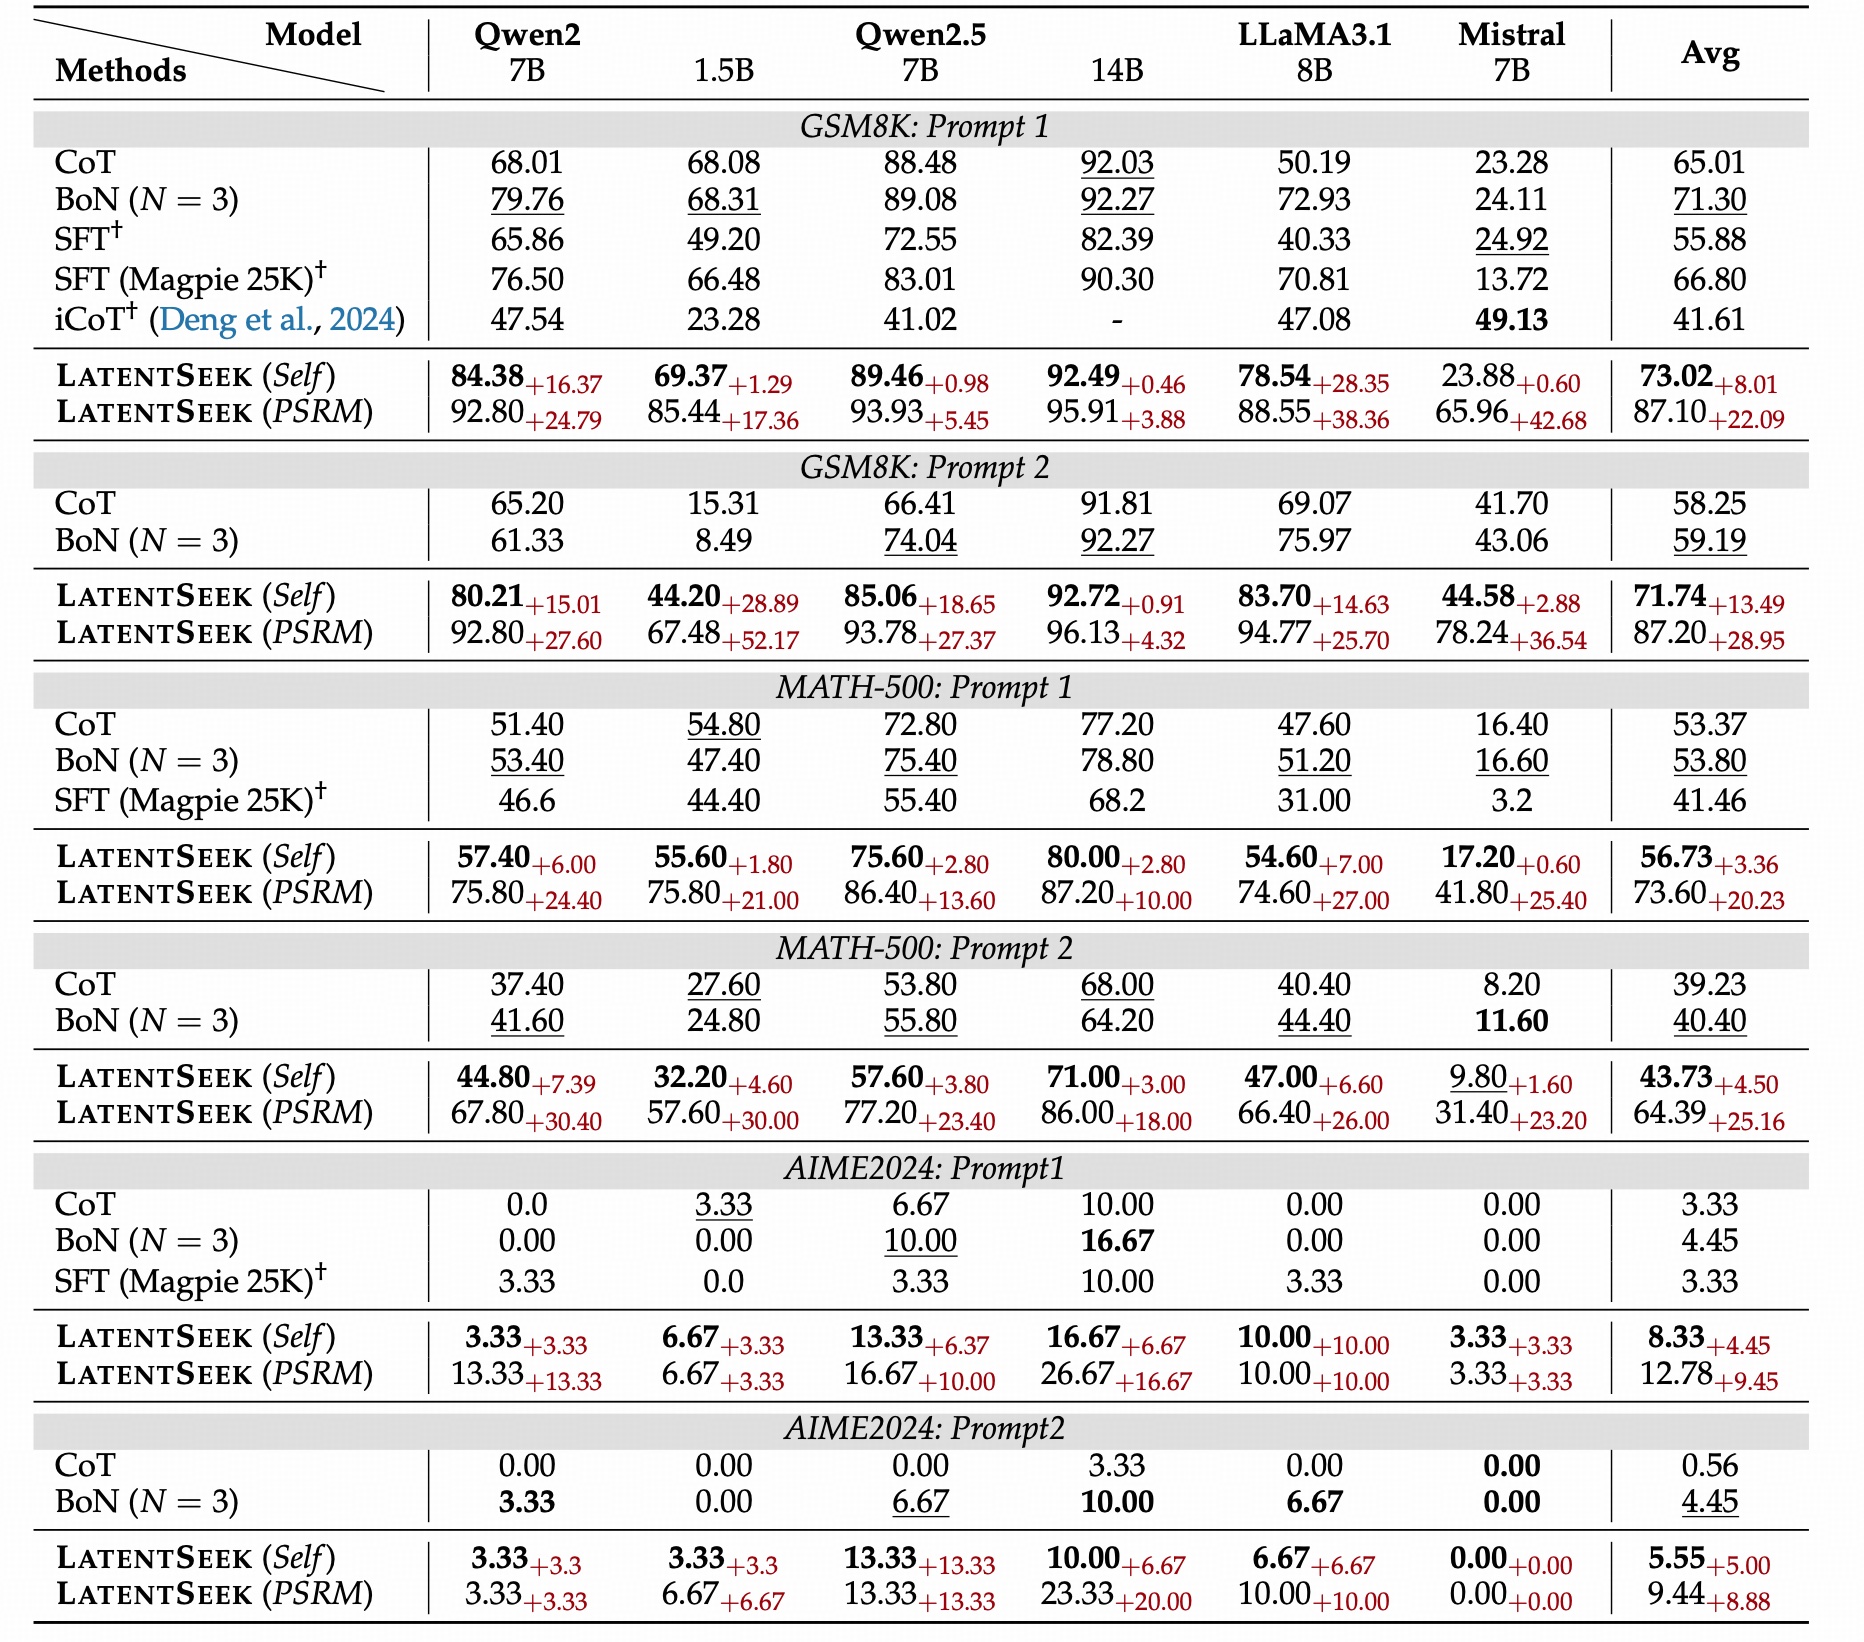 Model Qwen2 Qwen2.5 LLaMA3.1 Mistral Avg
Methods 7B 1.5B 7B 14B 8B 7B
GSM8K: Prompt 1
CoT 68.01 68.08 88.48 92.03 50.19 23.28 65.01
BoN (N = 3) 79.76 68.31 89.08 92.27 72.93 24.11 71.30
SFT† 65.86 49.20 72.55 82.39 40.33 24.92 55.88
SFT (Magpie 25K)† 76.50 66.48 83.01 90.30 70.81 13.72 66.80
iCoT† (Deng et al., 2024) 47.54 23.28 41.02 - 47.08 49.13 41.61
LATENTSEEK (Self) 84.38+16.37 69.37+1.29 89.46+0.98 92.49+0.46 78.54+28.35 23.88+0.60 73.02+8.01
LATENTSEEK (PSRM) 92.80+24.79 85.44+17.36 93.93+5.45 95.91+3.88 88.55+38.36 65.96+42.68 87.10+22.09
GSM8K: Prompt 2
CoT 65.20 15.31 66.41 91.81 69.07 41.70 58.25
BoN (N = 3) 61.33 8.49 74.04 92.27 75.97 43.06 59.19
LATENTSEEK (Self) 80.21+15.01 44.20+28.89 85.06+18.65 92.72+0.91 83.70+14.63 44.58+2.88 71.74+13.49
LATENTSEEK (PSRM) 92.80+27.60 67.48+52.17 93.78+27.37 96.13+4.32 94.77+25.70 78.24+36.54 87.20+28.95
MATH-500: Prompt 1
CoT 51.40 54.80 72.80 77.20 47.60 16.40 53.37
BoN (N = 3) 53.40 47.40 75.40 78.80 51.20 16.60 53.80
SFT (Magpie 25K)† 46.6 44.40 55.40 68.2 31.00 3.2 41.46
LATENTSEEK (Self) 57.40+6.00 55.60+1.80 75.60+2.80 80.00+2.80 54.60+7.00 17.20+0.60 56.73+3.36
LATENTSEEK (PSRM) 75.80+24.40 75.80+21.00 86.40+13.60 87.20+10.00 74.60+27.00 41.80+25.40 73.60+20.23
MATH-500: Prompt 2
CoT 37.40 27.60 53.80 68.00 40.40 8.20 39.23
BoN (N = 3) 41.60 24.80 55.80 64.20 44.40 11.60 40.40
LATENTSEEK (Self) 44.80+7.39 32.20+4.60 57.60+3.80 71.00+3.00 47.00+6.60 9.80+1.60 43.73+4.50
LATENTSEEK (PSRM) 67.80+30.40 57.60+30.00 77.20+23.40 86.00+18.00 66.40+26.00 31.40+23.20 64.39+25.16
AIME2024: Prompt1
CoT 0.0 3.33 6.67 10.00 0.00 0.00 3.33
BoN (N = 3) 0.00 0.00 10.00 16.67 0.00 0.00 4.45
SFT (Magpie 25K)† 3.33 0.0 3.33 10.00 3.33 0.00 3.33
LATENTSEEK (Self) 3.33+3.33 6.67+3.33 13.33+6.37 16.67+6.67 10.00+10.00 3.33+3.33 8.33+4.45
LATENTSEEK (PSRM) 13.33+13.33 6.67+3.33 16.67+10.00 26.67+16.67 10.00+10.00 3.33+3.33 12.78+9.45
AIME2024: Prompt2
CoT 0.00 0.00 0.00 3.33 0.00 0.00 0.56
BoN (N = 3) 3.33 0.00 6.67 10.00 6.67 0.00 4.45
LATENTSEEK (Self) 3.33+3.3 3.33+3.3 13.33+13.33 10.00+6.67 6.67+6.67 0.00+0.00 5.55+5.00
LATENTSEEK (PSRM) 3.33+3.33 6.67+6.67 13.33+13.33 23.33+20.00 10.00+10.00 0.00+0.00 9.44+8.88